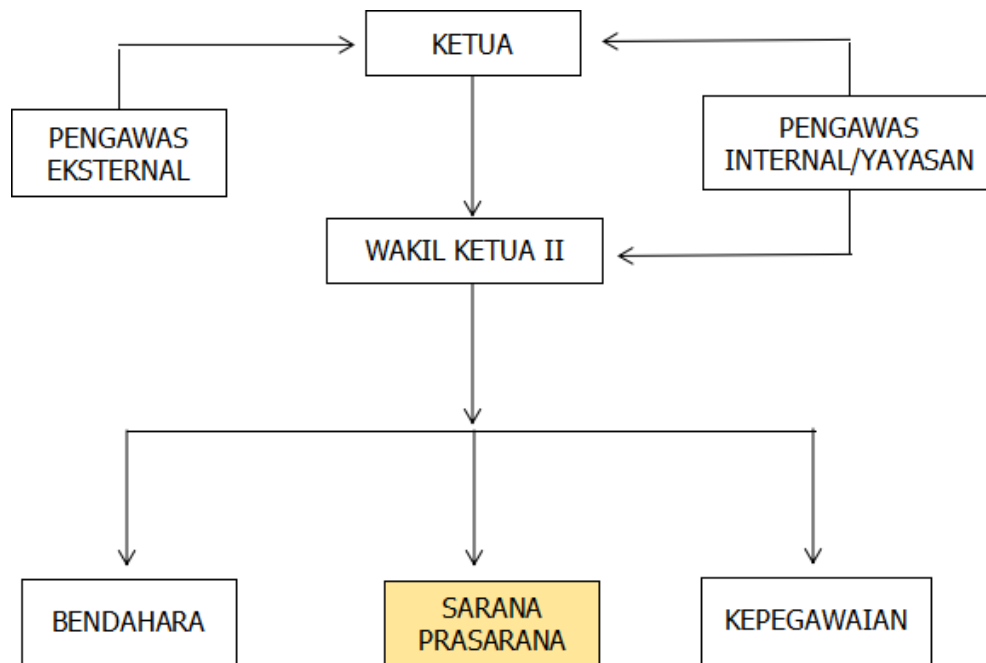 KETUA
PENGAWAS
EKSTERNAL
PENGAWAS
INTERNAL/YAYASAN
WAKIL KETUA II
BENDAHARA
SARANA
PRASARANA
KEPEGAWAIAN